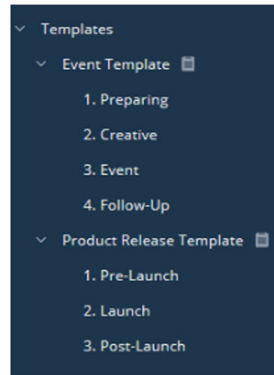 Templates
Event Template
1. Preparing
2. Creative
3. Event
4. Follow-Up
Product Release Template
1. Pre-Launch
2. Launch
3. Post-Launch